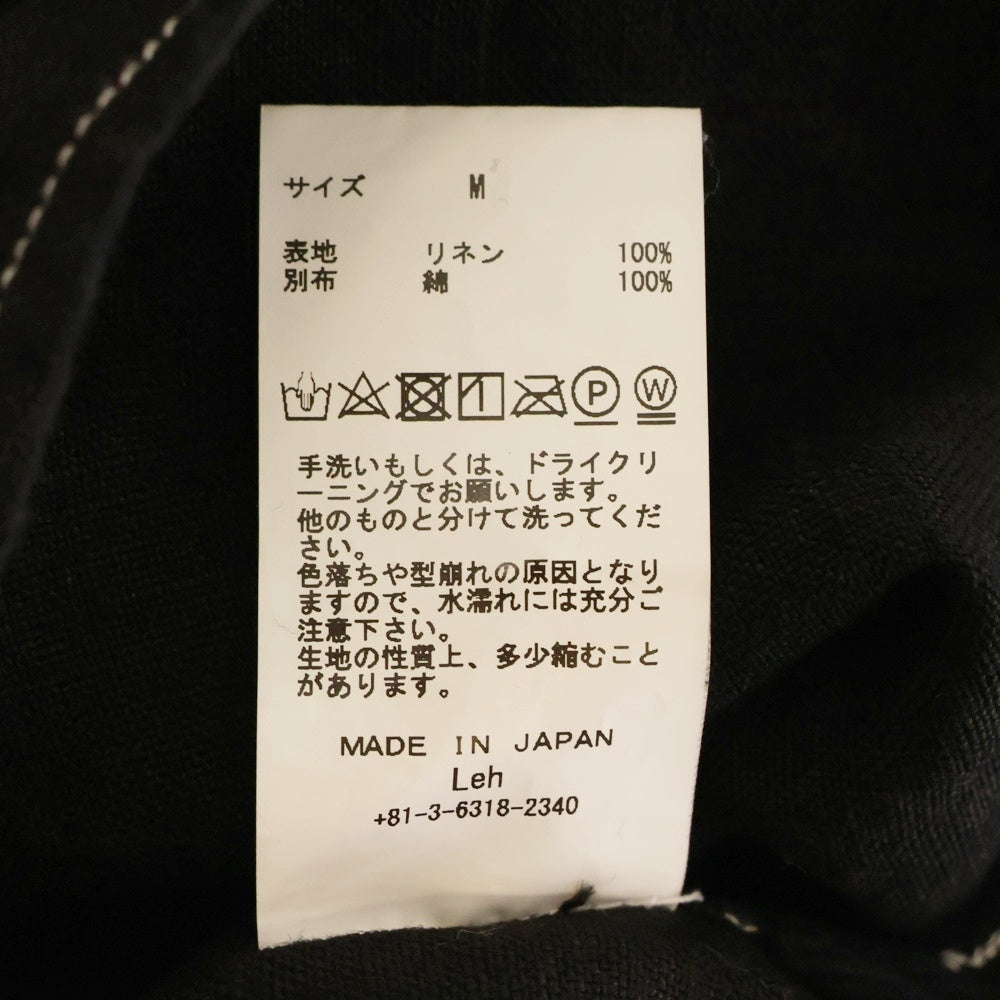 サイズ M
表地 リネン 100%
別布 綿 100%
P W
手洗いもしくは、ドライクリ
ーニングでお願いします。
他のものと分けて洗ってくだ
さい。
色落ちや型崩れの原因となり
ますので、水濡れには充分ご
注意下さい。
生地の性質上、多少縮むこと
があります。
MADE IN JAPAN
Leh
+81-3-6318-2340